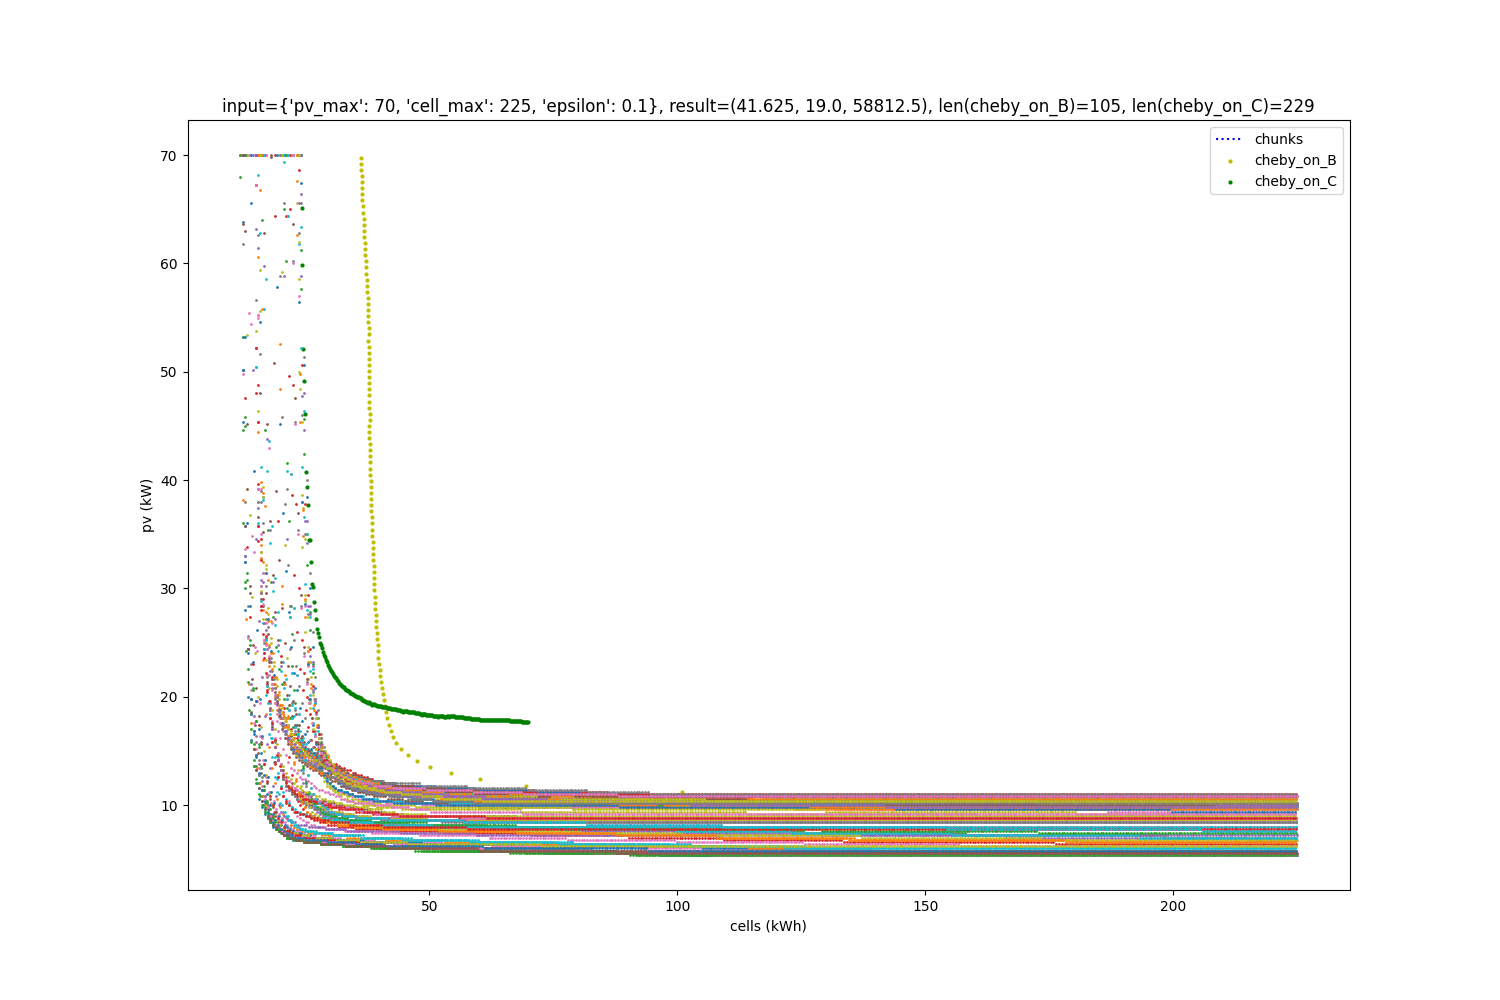 input={'pv_max': 70, 'cell_max': 225, 'epsilon': 0.1}, result=(41.625, 19.0, 58812.5), len(cheby_on_B)=105, len(cheby_on_C)=229
chunks
cheby_on_B
cheby_on_C
70
60
50
40
30
20
10
pv (kW)
50 100 150 200
cells (kWh)